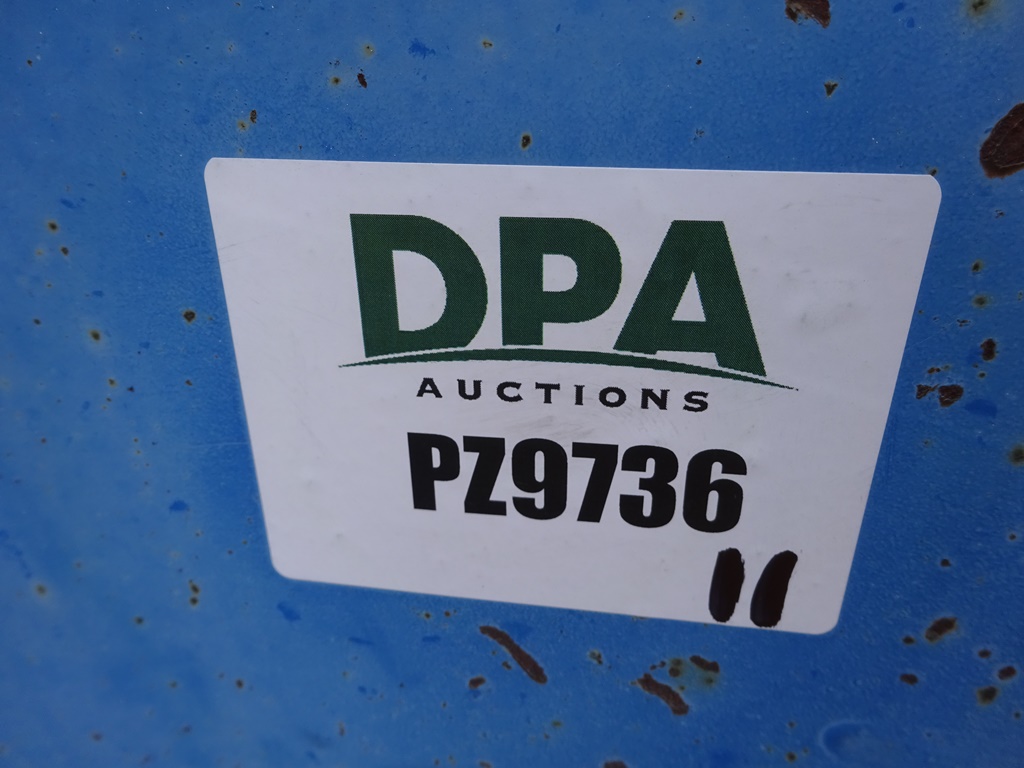 DPA
AUCTIONS
PZ9736
11